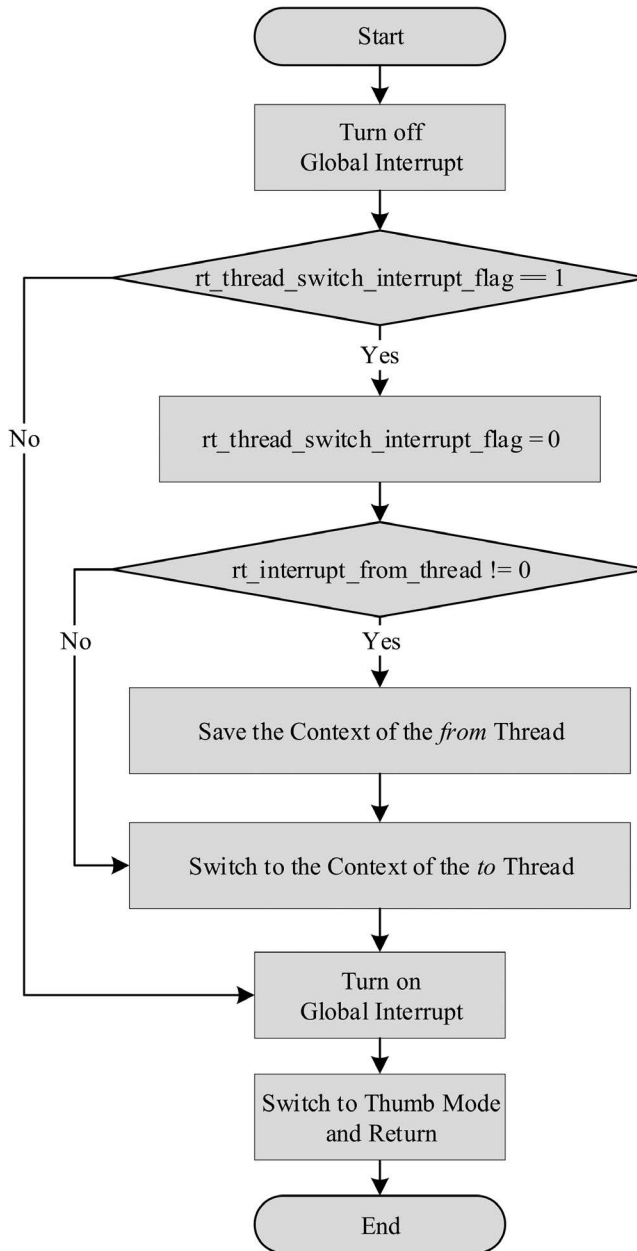 Start
Turn off
Global Interrupt
rt_thread_switch_interrupt_flag == 1
Yes
No
rt_thread_switch_interrupt_flag = 0
rt_interrupt_from_thread != 0
No
Yes
Save the Context of the from Thread
Switch to the Context of the to Thread
Turn on
Global Interrupt
Switch to Thumb Mode
and Return
End